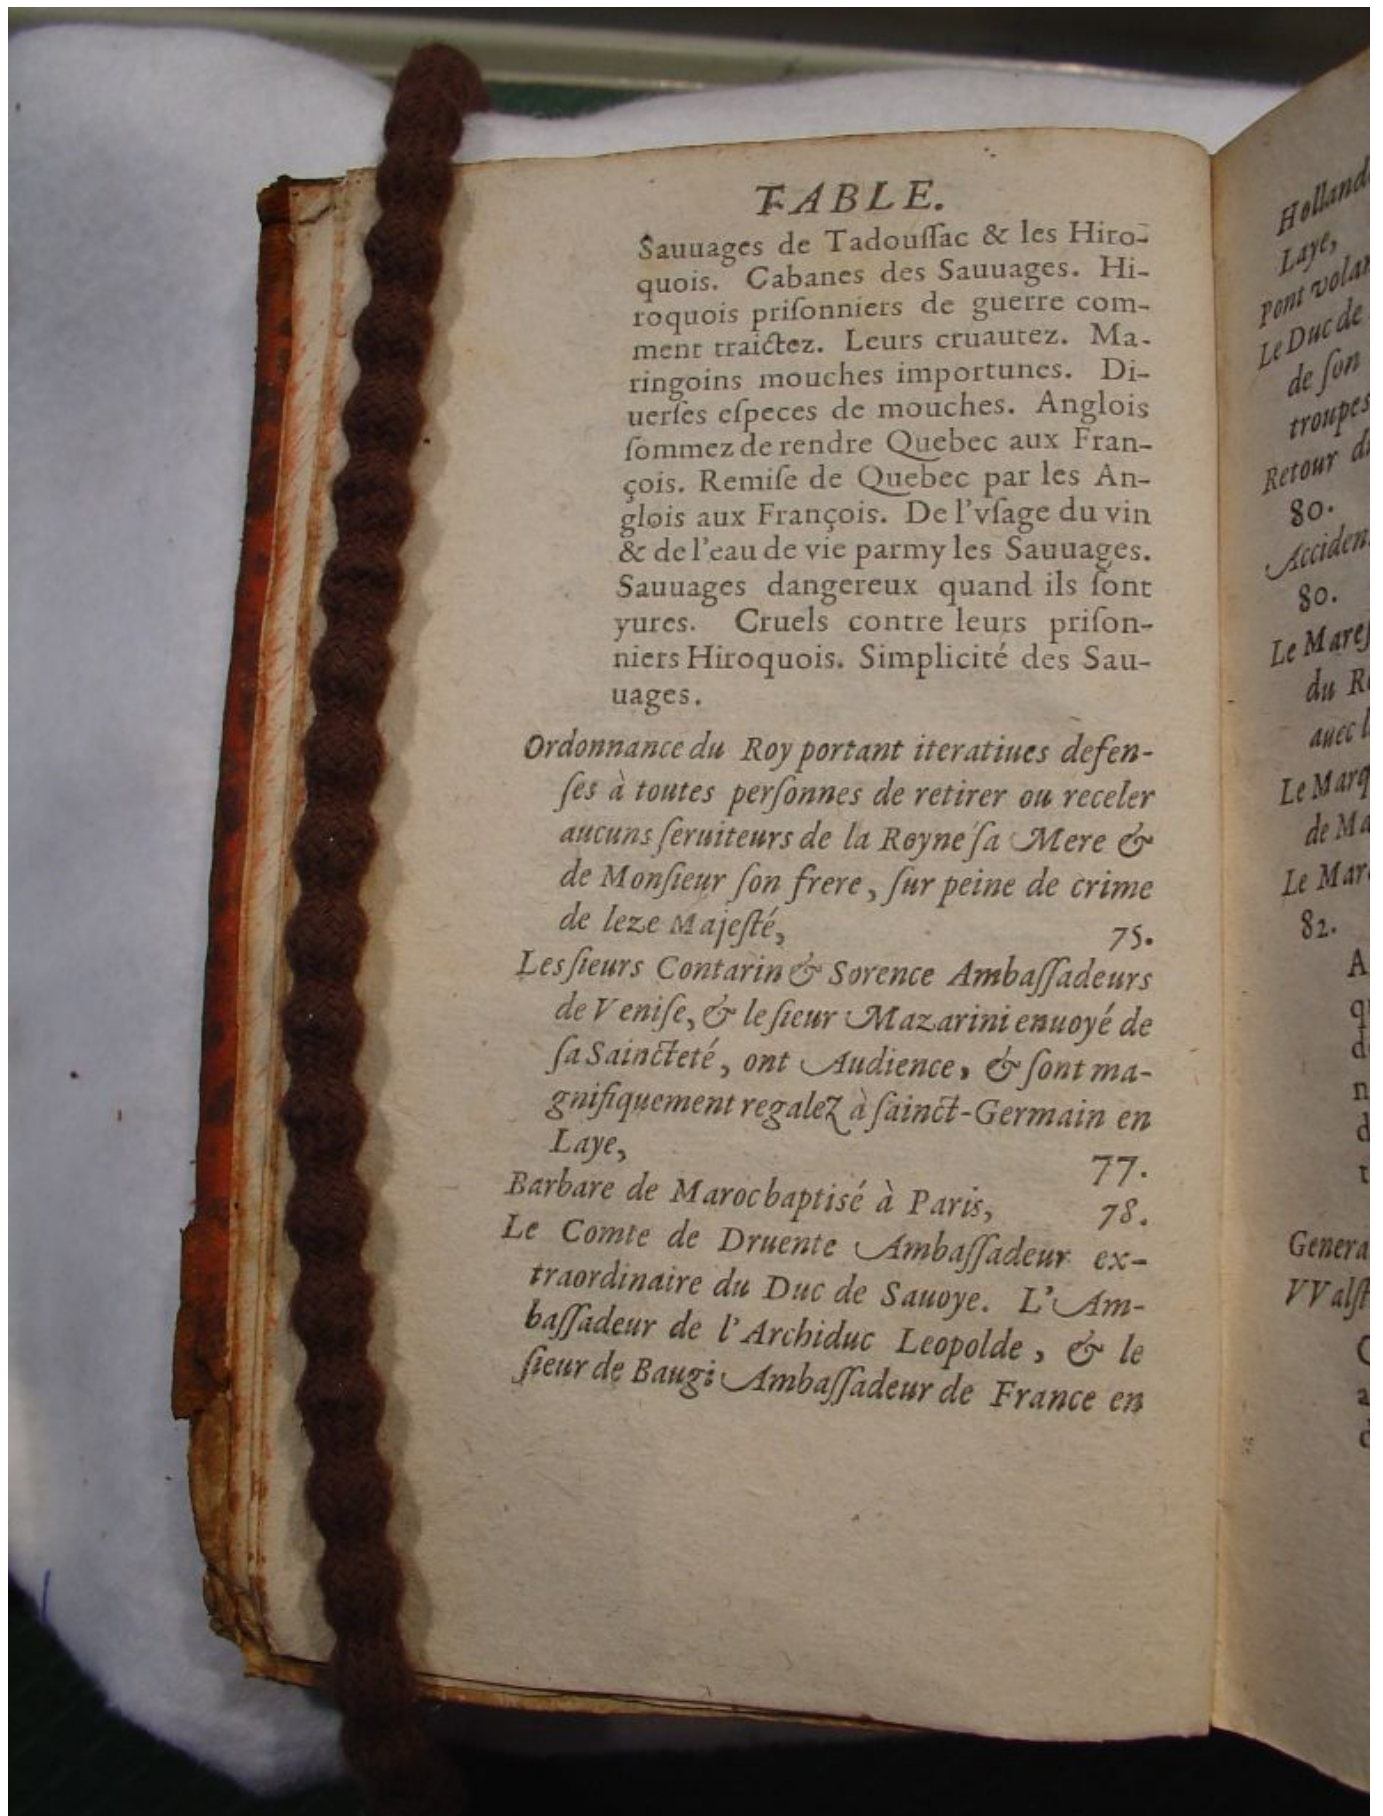 TABLE.
Sauuages de Tadouſſac & les Hiro-
quois. Cabanes des Sauuages. Hi-
roquois priſonniers de guerre com-
ment traictez. Leurs cruautez. Ma-
ringoins mouches importunes. Di-
uerſes eſpeces de mouches. Anglois
ſommez de rendre Quebec aux Fran-
çois. Remiſe de Quebec par les An-
glois aux François. De l'vſage du vin
& de l'eau de vie parmy les Sauuages.
Sauuages dangereux quand ils ſont
yures. Cruels contre leurs priſon-
niers Hiroquois. Simplicité des Sau-
uages.
Ordonnance du Roy portant iteratiues defen-
ſes à toutes perſonnes de retirer ou receler
aucuns ſeruiteurs de la Royne ſa Mere &
de Monſieur ſon frere, ſur peine de crime
de leze Majeſté, 75.
Les ſieurs Contarin & Sorence Ambaſſadeurs
de Veniſe, & le ſieur Mazarini enuoyé de
ſa Saincteté, ont Audience, & ſont ma-
gnifiquement regalez à ſainct-Germain en
Laye, 77.
Barbare de Maroc baptisé à Paris, 78.
Le Comte de Druente Ambaſſadeur ex-
traordinaire du Duc de Sauoye. L'Am-
baſſadeur de l'Archiduc Leopolde, & le
ſieur de Baugi Ambaſſadeur de France en
Laye,
Pont
Le Duc de
de ſon
Retour
80.
80.
Le
du
Le
de
Le
82.